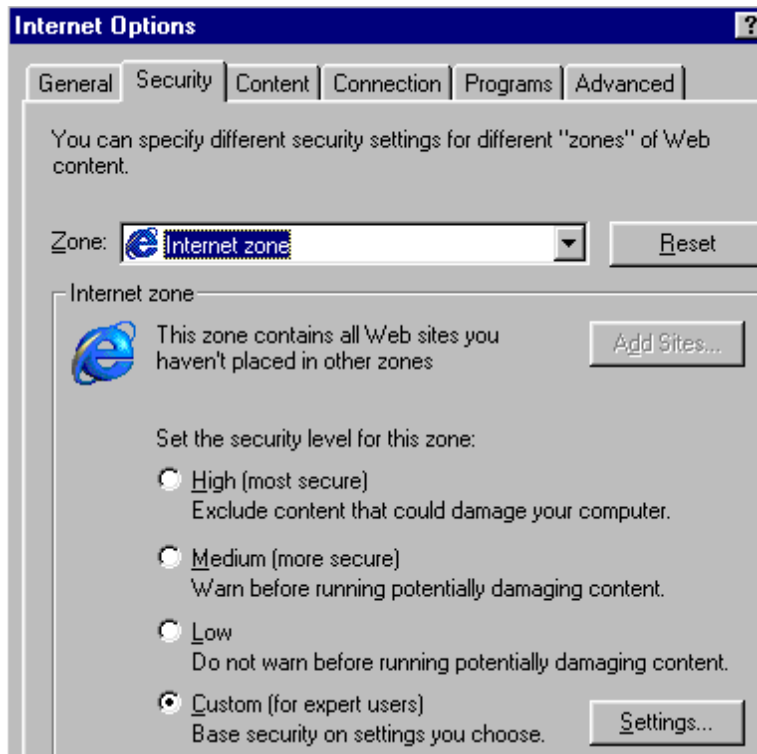 Internet Options ?
General Security Content Connection Programs Advanced
You can specify different security settings for different "zones" of Web
content.
Zone: Internet zone Reset
Internet zone
This zone contains all Web sites you
haven't placed in other zones
Add Sites...
Set the security level for this zone:
High (most secure)
Exclude content that could damage your computer.
Medium (more secure)
Warn before running potentially damaging content.
Low
Do not warn before running potentially damaging content.
Custom (for expert users)
Base security on settings you choose.
Settings...